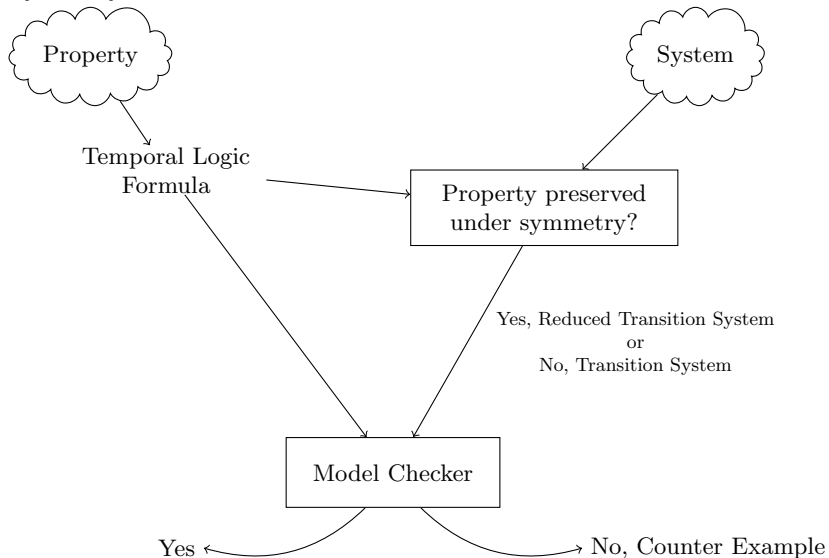 Property
System
Temporal Logic
Formula
Property preserved
under symmetry?
Yes, Reduced Transition System
or
No, Transition System
Model Checker
Yes
No, Counter Example